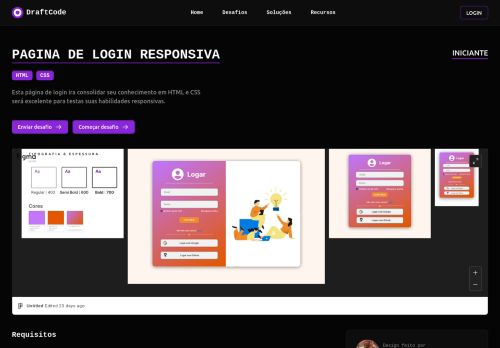 DraftCode
Home
Desafios
Soluções
Recursos
LOGIN
PAGINA DE LOGIN RESPONSIVA
INICIANTE
HTML
CSS
Esta página de login ira consolidar seu conhecimento em HTML e CSS
será excelente para testas suas habilidades responsivas.
Enviar desafio →
Começar desafio →
Figma
TIPOGRAFIA & ESPESSURA
Aa
Aa
Aa
Regular | 400
Semi Bold | 600
Bold | 700
Cores
Logar
Logar
Untitled Edited 23 days ago
Requisitos
Design feito por